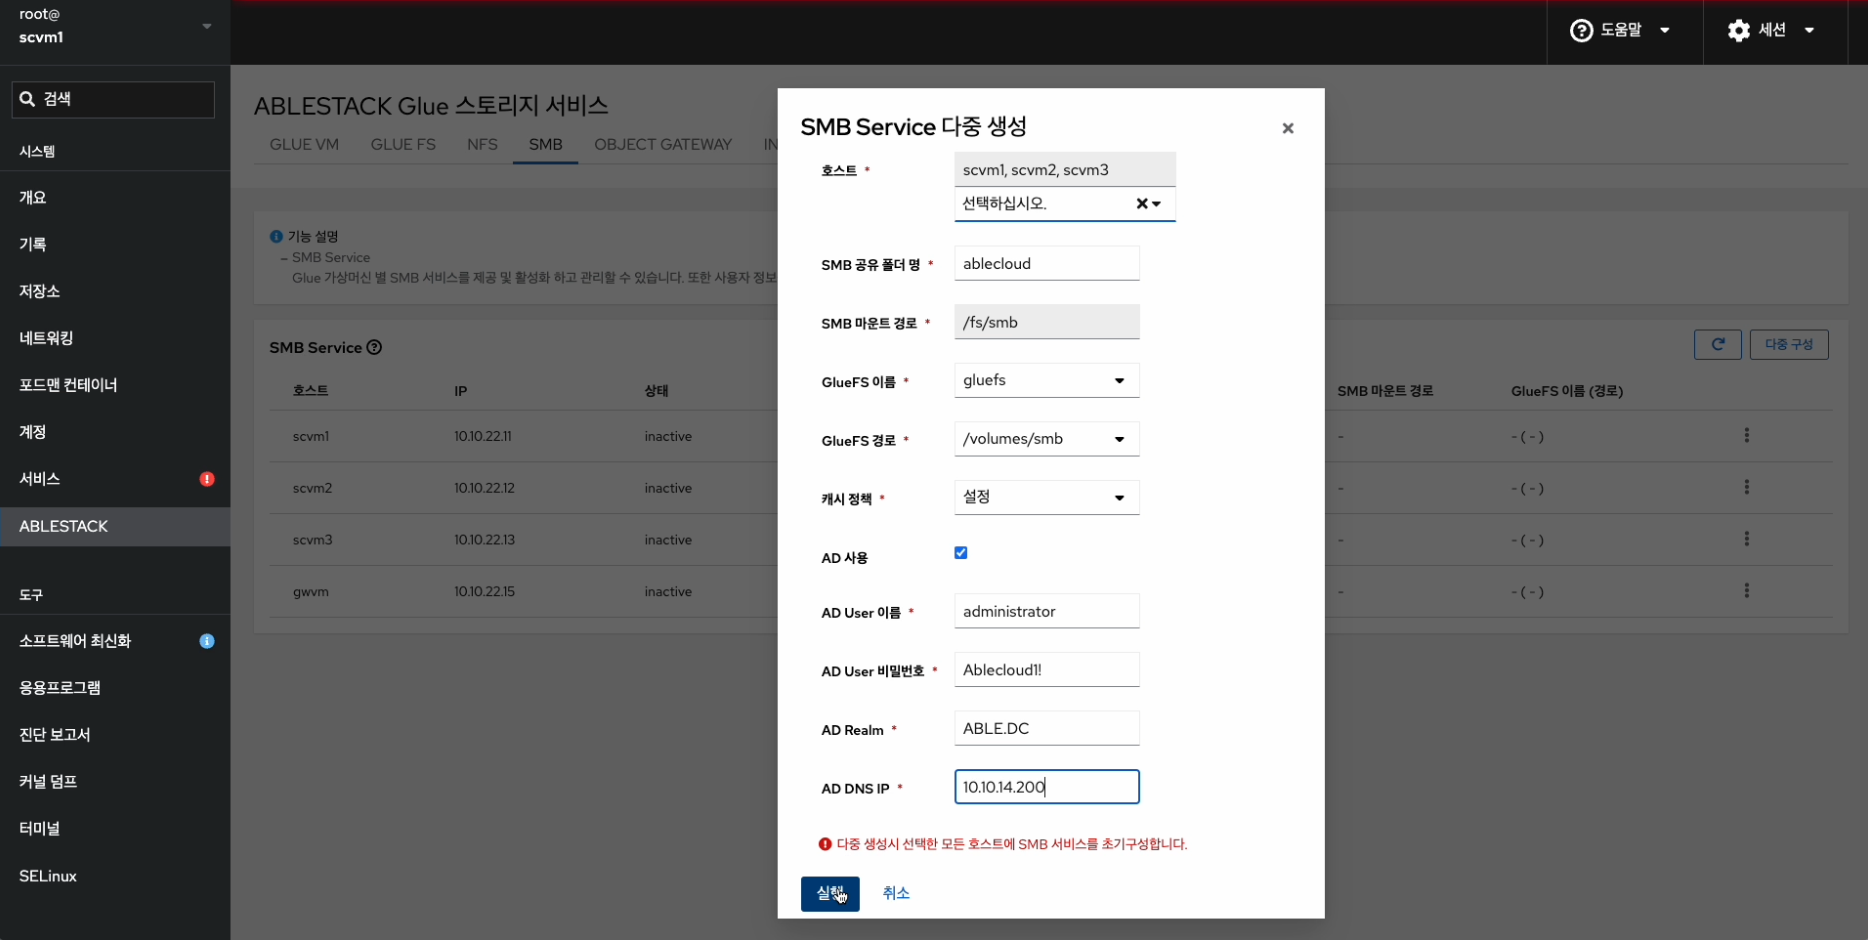 root@
scvm1
도움말
세션
검색
시스템
개요
기록
저장소
네트워킹
포드맨 컨테이너
계정
서비스
ABLESTACK
도구
소프트웨어 최신화
응용프로그램
진단 보고서
커널 덤프
터미널
SELinux
ABLESTACK Glue 스토리지 서비스
GLUE VM GLUE FS NFS SMB OBJECT GATEWAY IN
기능 설명
– SMB Service
Glue 가상머신 별 SMB 서비스를 제공 및 활성화 하고 관리할 수 있습니다. 또한 사용자 정보
SMB Service
다중 구성
호스트 IP 상태 SMB 마운트 경로 GlueFS 이름 (경로)
scvm1 10.10.22.11 inactive - - ( - )
scvm2 10.10.22.12 inactive - - ( - )
scvm3 10.10.22.13 inactive - - ( - )
gwvm 10.10.22.15 inactive - - ( - )
SMB Service 다중 생성
호스트 * scvm1, scvm2, scvm3
선택하십시오.
SMB 공유 폴더 명 * ablecloud
SMB 마운트 경로 * /fs/smb
GlueFS 이름 * gluefs
GlueFS 경로 * /volumes/smb
캐시 정책 * 설정
AD 사용
AD User 이름 * administrator
AD User 비밀번호 * Ablecloud1!
AD Realm * ABLE.DC
AD DNS IP * 10.10.14.200
다중 생성시 선택한 모든 호스트에 SMB 서비스를 초기구성합니다.
실행 취소